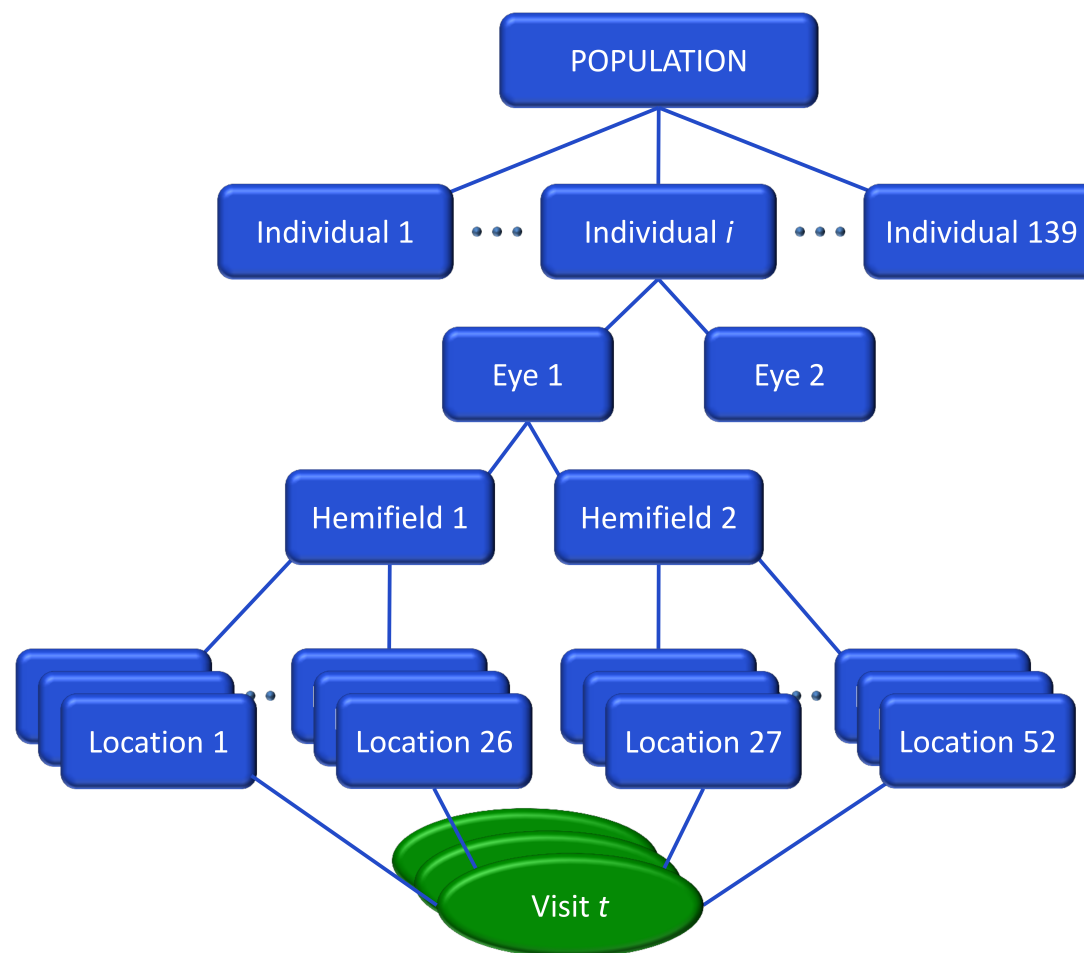 POPULATION
Individual 1
Individual i
Individual 139
Eye 1
Eye 2
Hemifield 1
Hemifield 2
Location 1
Location 26
Location 27
Location 52
Visit t